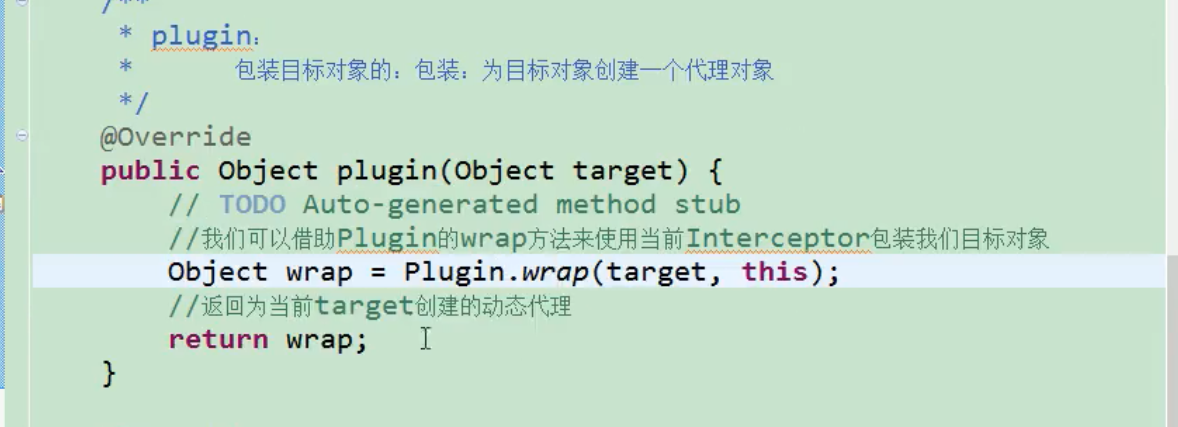 /**
* plugin：
* 包装目标对象的：包装：为目标对象创建一个代理对象
*/
@Override
public Object plugin(Object target) {
// TODO Auto-generated method stub
//我们可以借助Plugin的wrap方法来使用当前Interceptor包装我们目标对象
Object wrap = Plugin.wrap(target, this);
//返回为当前target创建的动态代理
return wrap;
}